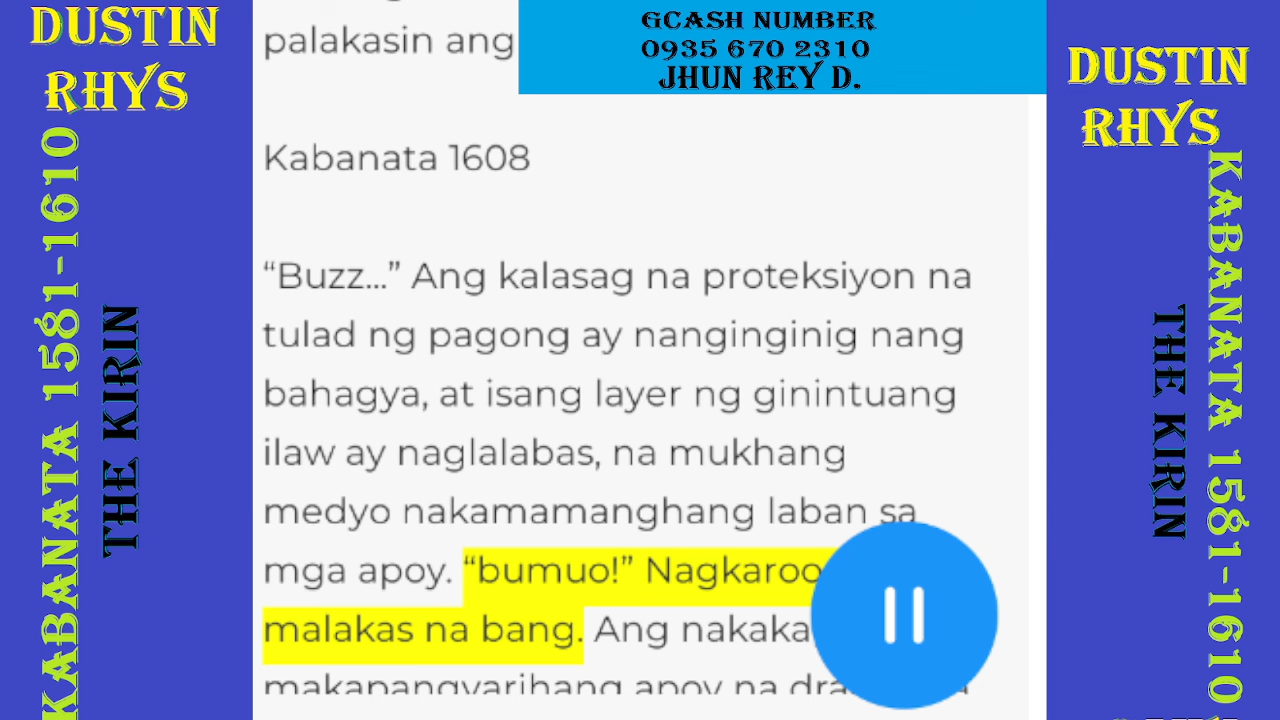 DUSTIN
RHYS
KABANATA 1581-1610
THE KIRIN
palakasin ang
GCASH NUMBER
0935 670 2310
JHUN REY D.
Kabanata 1608
“Buzz...” Ang kalasag na proteksiyon na
tulad ng pagong ay nanginginig nang
bahagya, at isang layer ng ginintuang
ilaw ay naglalabas, na mukhang
medyo nakamamanghang laban sa
mga apoy. “bumuo!”
malakas na bang. Ang
makapangyarihang apoy na
DUSTIN
RHYS
KABANATA 1581-1610
THE KIRIN